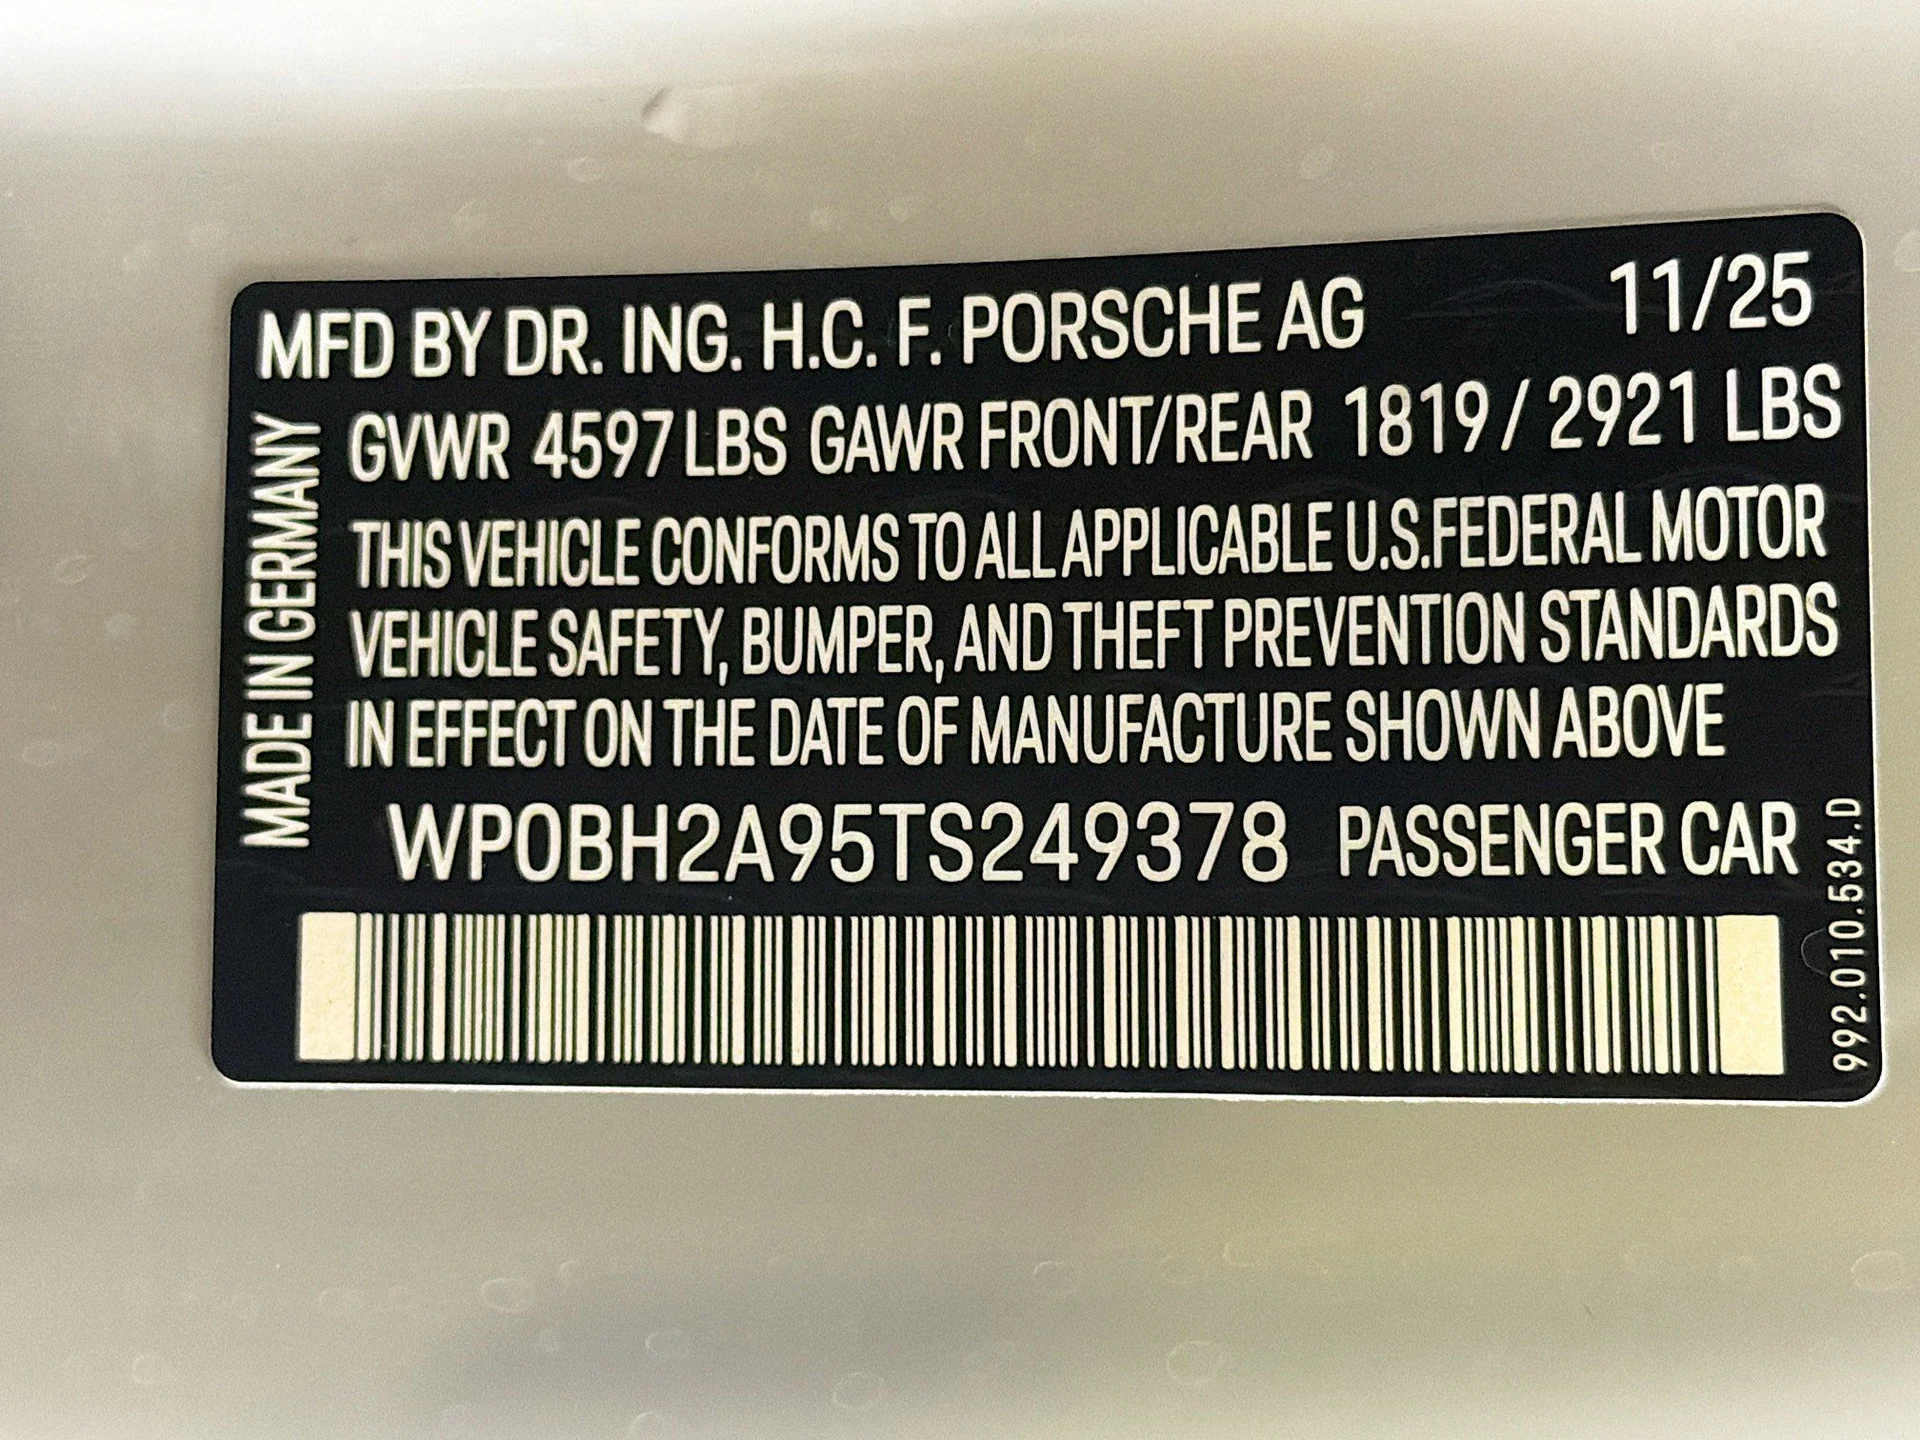 MFD BY DR. ING. H.C. F. PORSCHE AG 11/25
GVWR 4597 LBS GAWR FRONT/REAR 1819 / 2921 LBS
THIS VEHICLE CONFORMS TO ALL APPLICABLE U.S.FEDERAL MOTOR
VEHICLE SAFETY, BUMPER, AND THEFT PREVENTION STANDARDS
IN EFFECT ON THE DATE OF MANUFACTURE SHOWN ABOVE
WP0BH2A95TS249378 PASSENGER CAR
MADE IN GERMANY
992.010.534.D